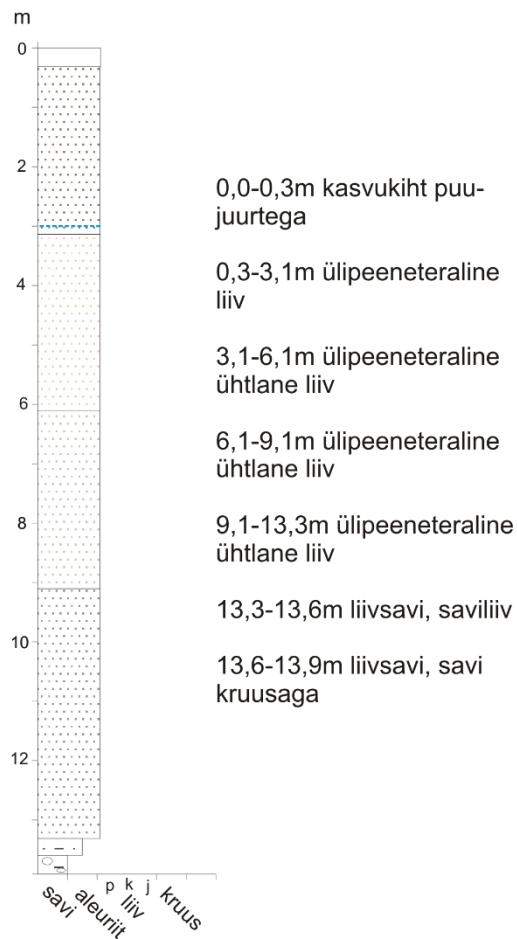 m
0
2
4
6
8
10
12
0,0-0,3m kasvukiht puu-
juurtega
0,3-3,1m ülipeeneteraline
liiv
3,1-6,1m ülipeeneteraline
ühtlane liiv
6,1-9,1m ülipeeneteraline
ühtlane liiv
9,1-13,3m ülipeeneteraline
ühtlane liiv
13,3-13,6m liivsavi, saviliiv
13,6-13,9m liivsavi, savi
kruusaga
p k j
savi
aleuriit
liiv
kruus